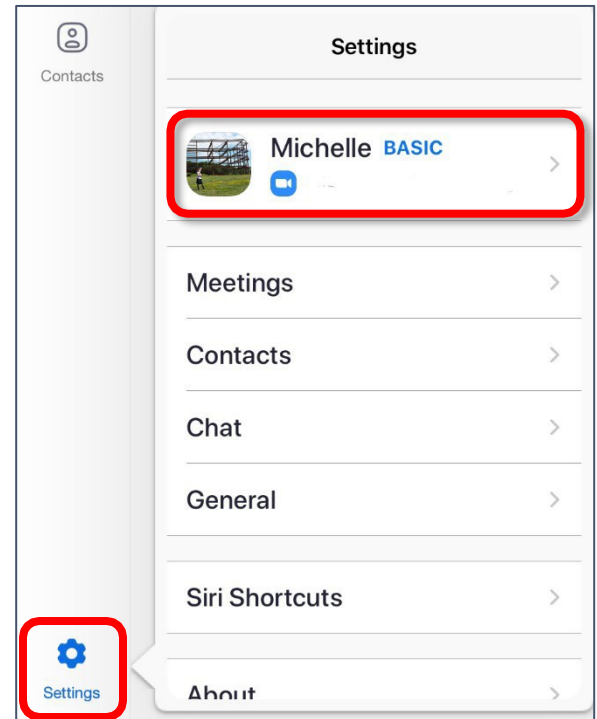 Contacts
Settings
Michelle BASIC
Meetings
Contacts
Chat
General
Siri Shortcuts
Settings
About